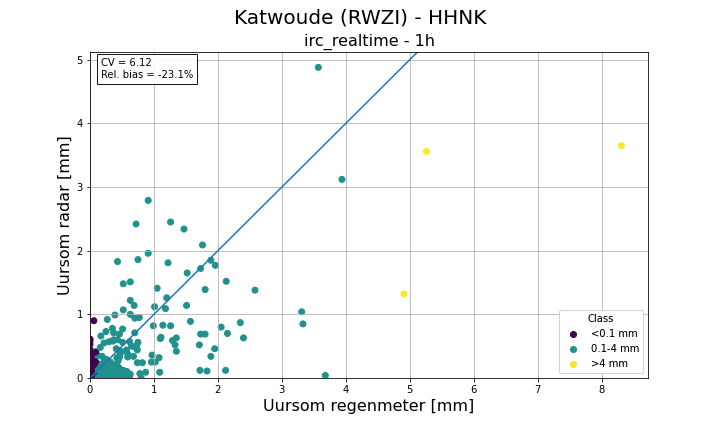 Katwoude (RWZI) - HHNK
irc_realtime - 1h
CV = 6.12
Rel. bias = -23.1%
Uursom radar [mm]
5
4
3
2
1
0
0 1 2 3 4 5 6 7 8
Uursom regenmeter [mm]
Class
<0.1 mm
0.1-4 mm
>4 mm